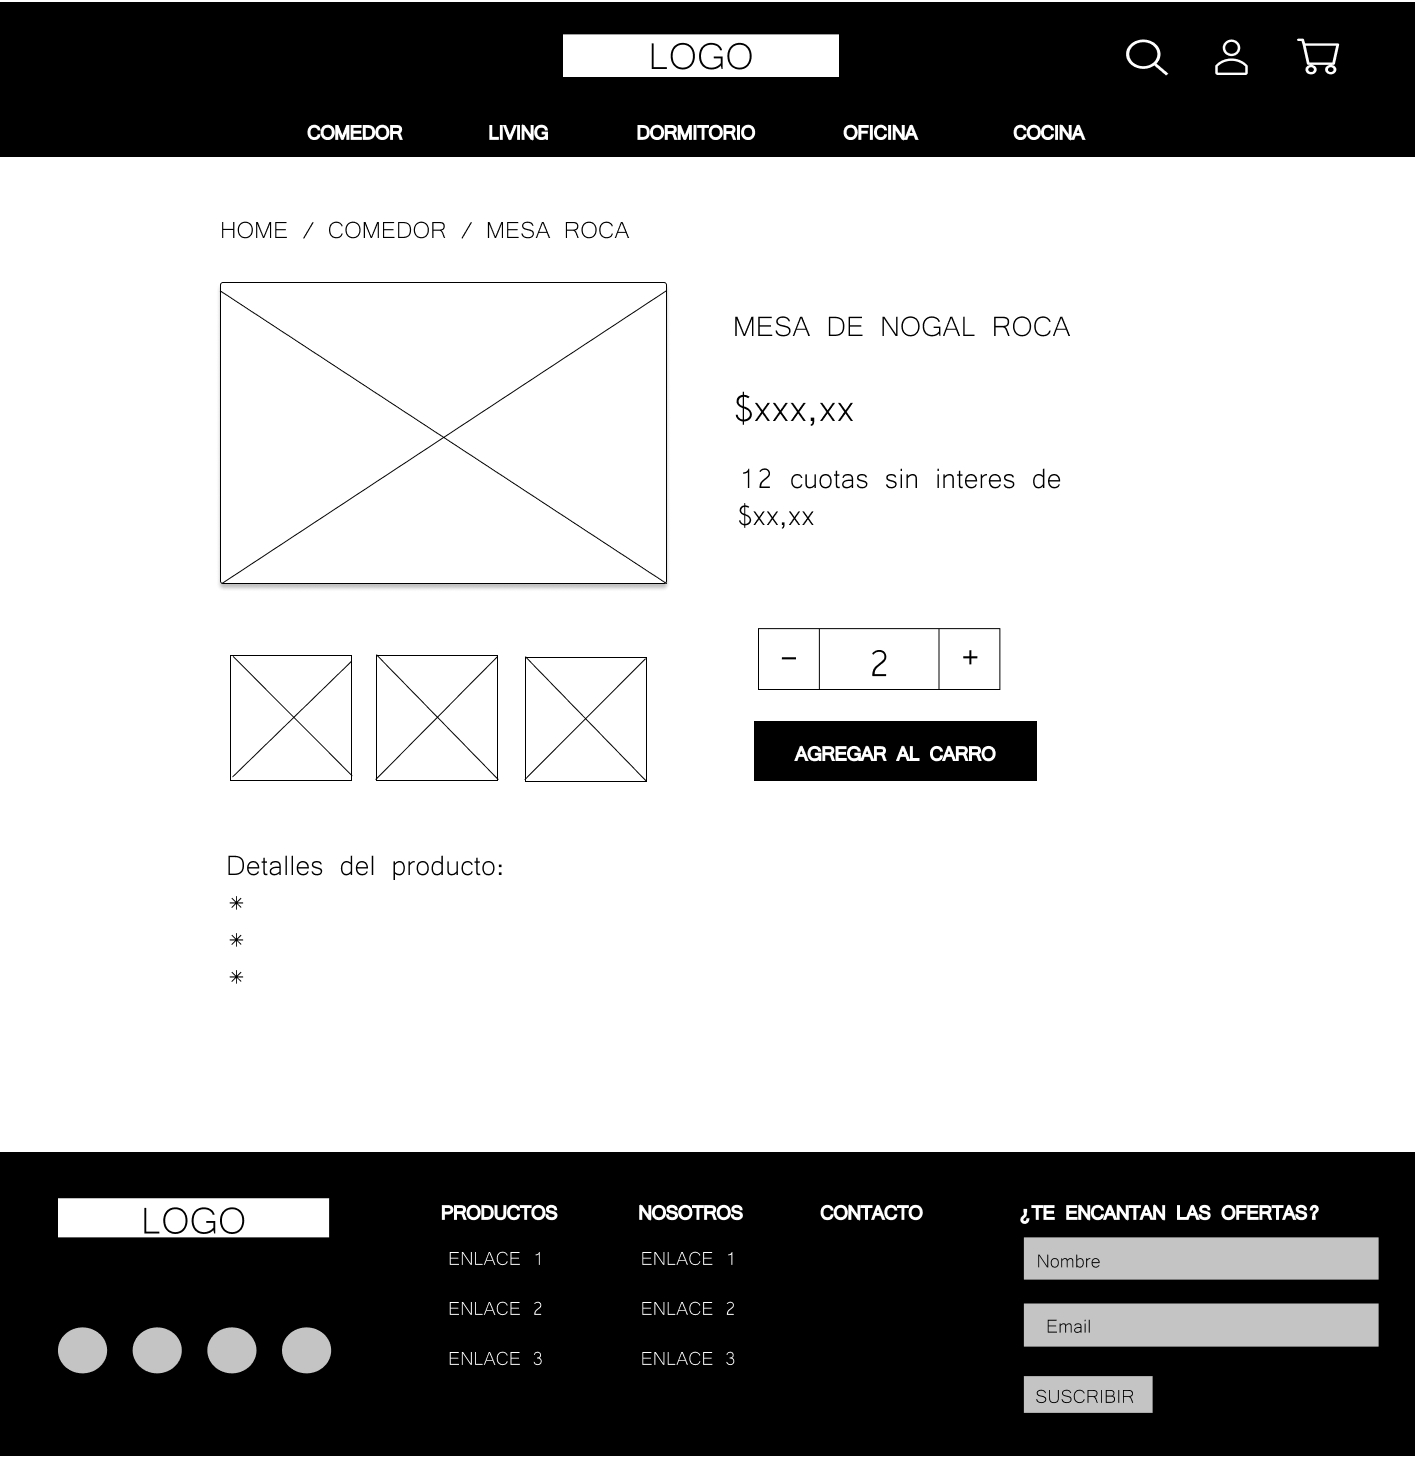 LOGO
COMEDOR LIVING DORMITORIO OFICINA COCINA
HOME / COMEDOR / MESA ROCA
MESA DE NOGAL ROCA
$xxx,xx
12 cuotas sin interes de
$xx,xx
- 2 +
AGREGAR AL CARRO
Detalles del producto:
*
*
*
LOGO
PRODUCTOS
ENLACE 1
ENLACE 2
ENLACE 3
NOSOTROS
ENLACE 1
ENLACE 2
ENLACE 3
CONTACTO
¿TE ENCANTAN LAS OFERTAS?
Nombre
Email
SUSCRIBIR